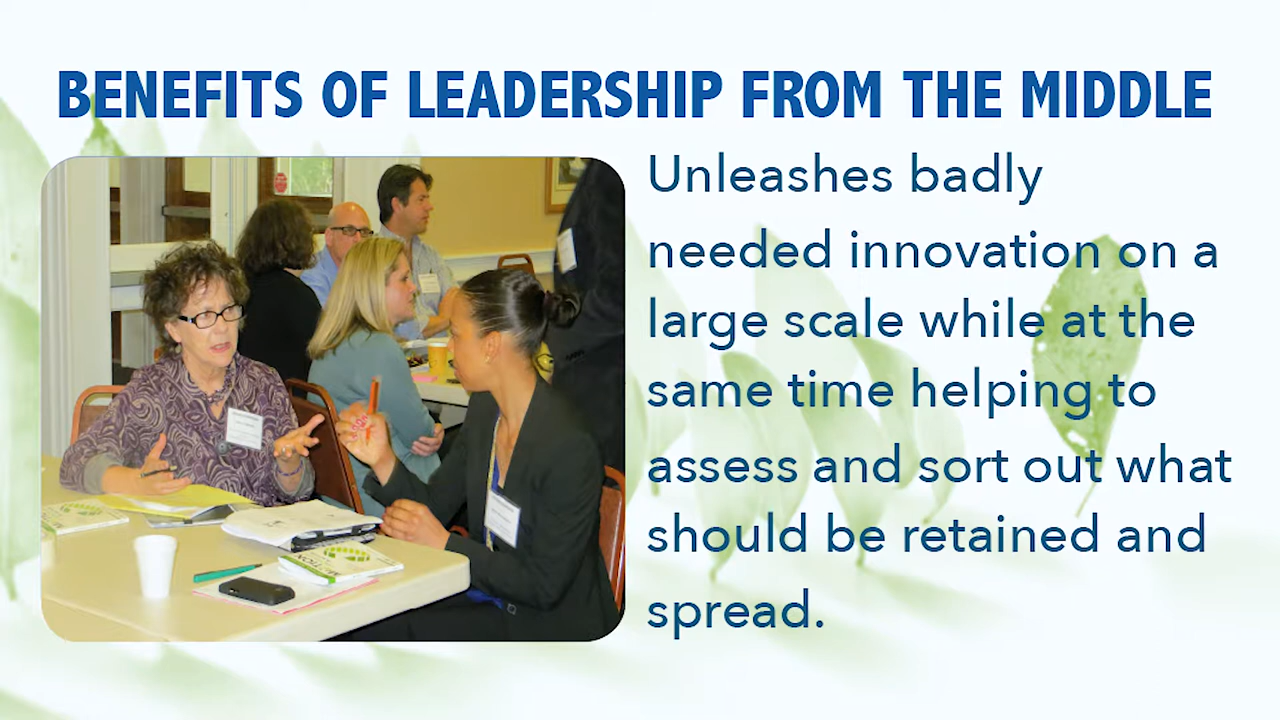 BENEFITS OF LEADERSHIP FROM THE MIDDLE
Unleashes badly
needed innovation on a
large scale while at the
same time helping to
assess and sort out what
should be retained and
spread.